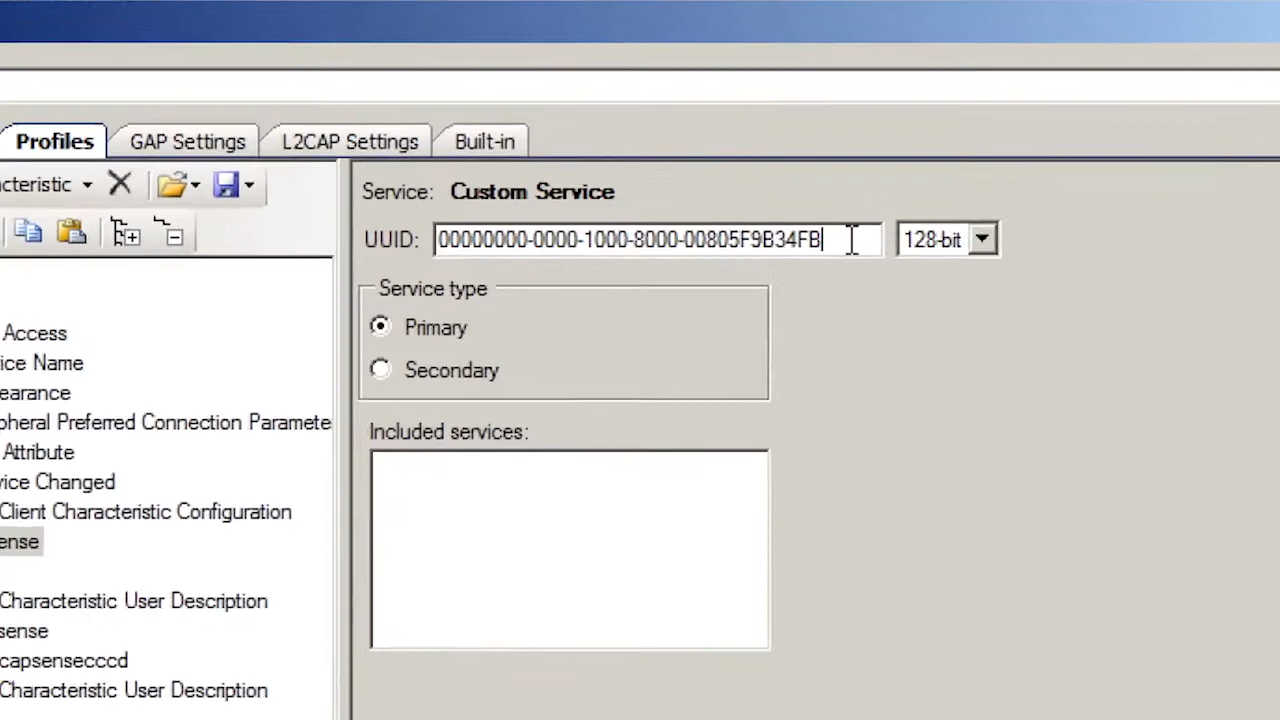 Profiles GAP Settings L2CAP Settings Built-in
cteristic
Service: Custom Service
UUID: 00000000-0000-1000-8000-00805F9B34FB 128-bit
Service type
Primary
Secondary
Included services:
Access
ice Name
earance
pheral Preferred Connection Paramete
Attribute
vice Changed
Client Characteristic Configuration
ense
Characteristic User Description
sense
capsensecccd
Characteristic User Description